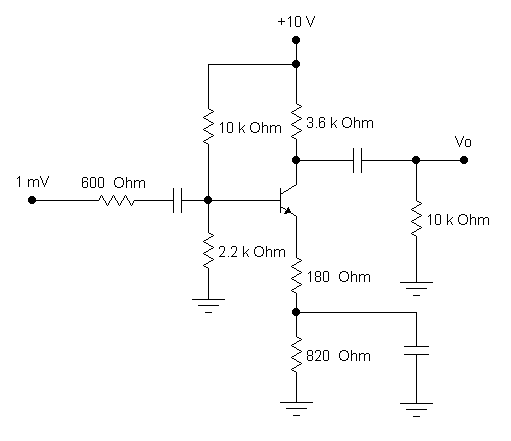 +10 V
10 k Ohm
3.6 k Ohm
Vo
1 mV
600 Ohm
10 k Ohm
2.2 k Ohm
180 Ohm
820 Ohm